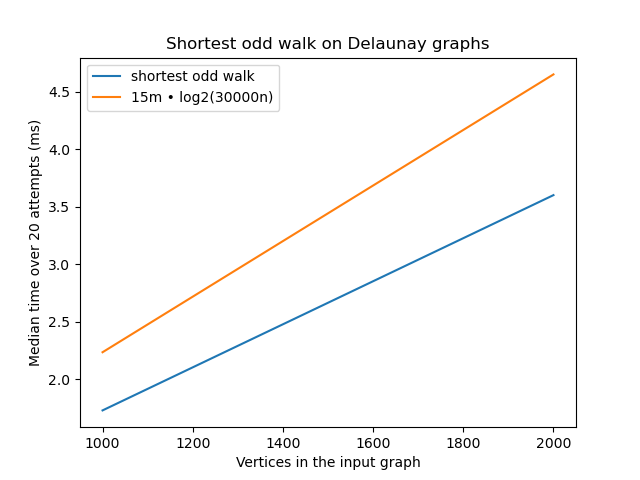 Shortest odd walk on Delaunay graphs
shortest odd walk
15m • log2(30000n)
Median time over 20 attempts (ms)
4.5
4.0
3.5
3.0
2.5
2.0
1000 1200 1400 1600 1800 2000
Vertices in the input graph